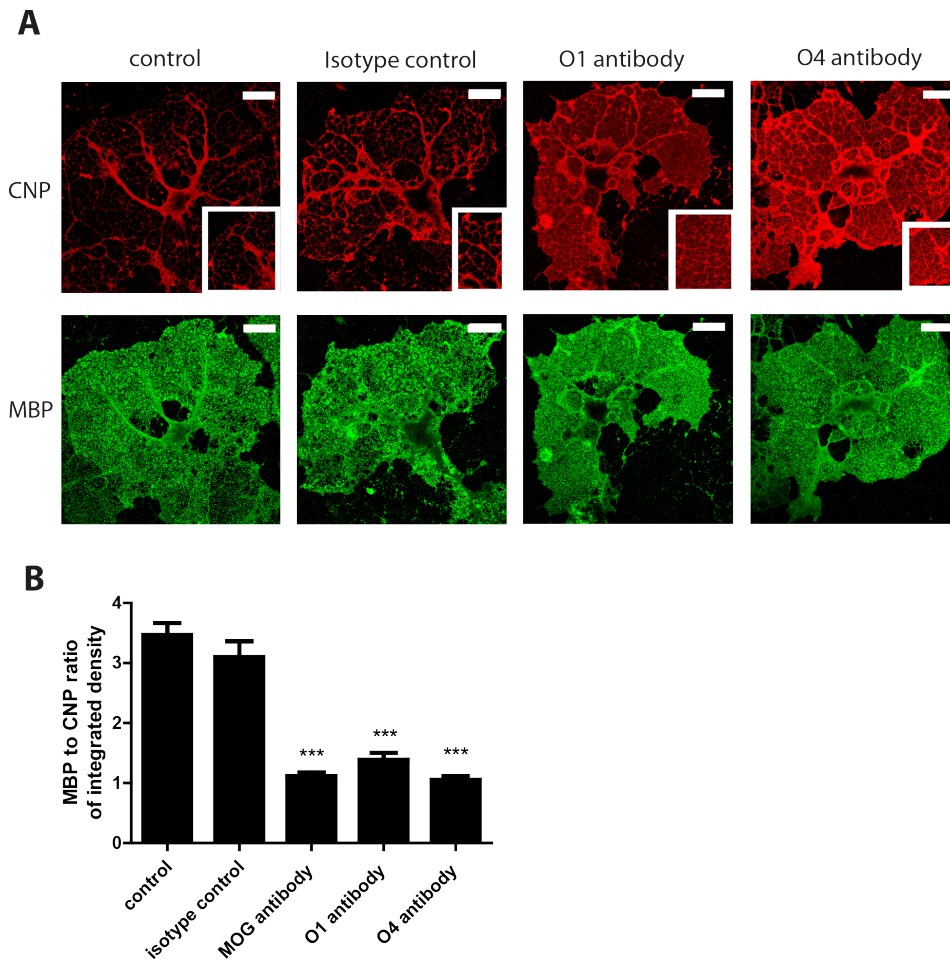 A
control
Isotype control
O1 antibody
O4 antibody
CNP
MBP
B
MBP to CNP ratio
of integrated density
4
3
2
1
0
***
***
***
control
isotype control
MOG antibody
O1 antibody
O4 antibody